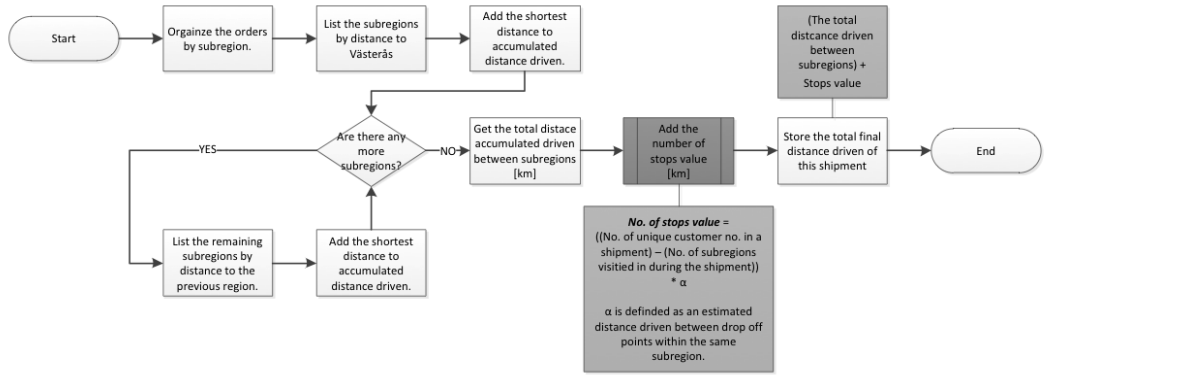 Start
Orgainze the orders
by subregion.
List the subregions
by distance to
Västerås
Add the shortest
distance to
accumulated
distance driven.
(The total
distcance driven
between
subregions) +
Stops value
Are there any
more
subregions?
YES
NO
Get the total distace
accumulated driven
between subregions
[km]
Add the
number of
stops value
[km]
Store the total final
distance driven of
this shipment
End
List the remaining
subregions by
distance to the
previous region.
Add the shortest
distance to
accumulated
distance driven.
No. of stops value =
((No. of unique customer no. in a
shipment) – (No. of subregions
visitied in during the shipment))
* α
α is definded as an estimated
distance driven between drop off
points within the same
subregion.